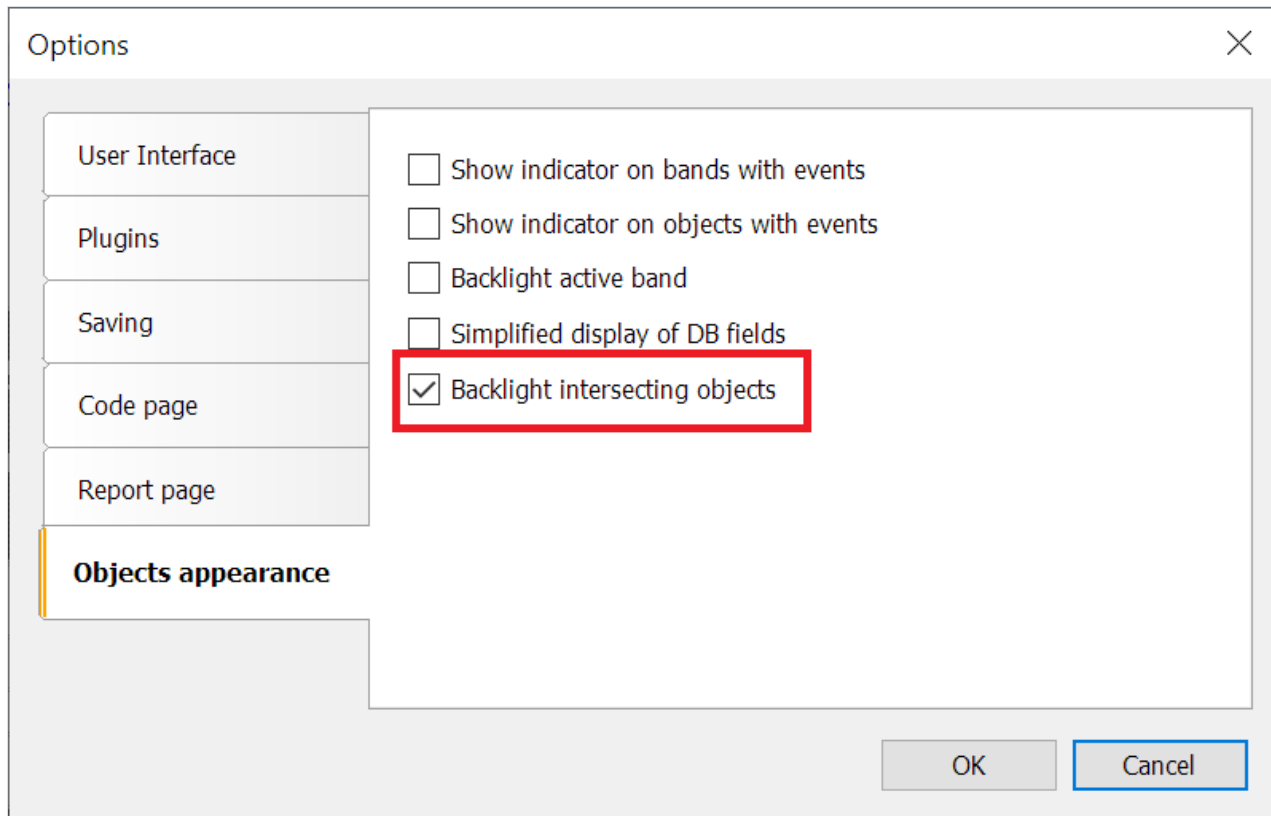 Options
User Interface
Plugins
Saving
Code page
Report page
Objects appearance
Show indicator on bands with events
Show indicator on objects with events
Backlight active band
Simplified display of DB fields
Backlight intersecting objects
OK
Cancel